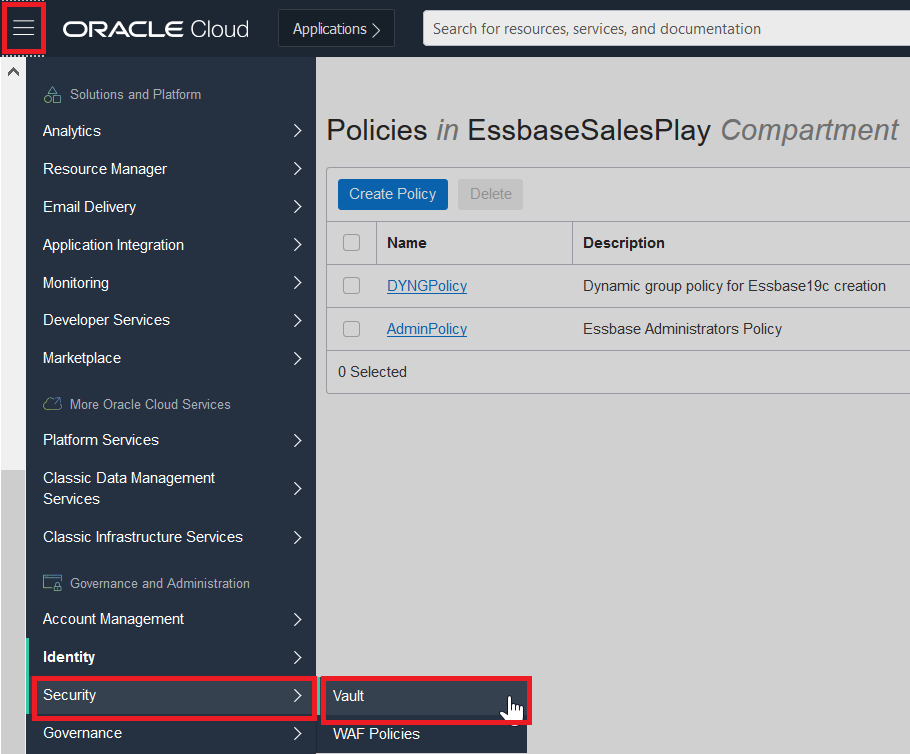 ORACLE Cloud
Applications
Search for resources, services, and documentation
Solutions and Platform
Analytics
Resource Manager
Email Delivery
Application Integration
Monitoring
Developer Services
Marketplace
More Oracle Cloud Services
Platform Services
Classic Data Management
Services
Classic Infrastructure Services
Governance and Administration
Account Management
Identity
Security
Governance
Vault
WAF Policies
Policies in EssbaseSalesPlay Compartment
Create Policy
Delete
Name
Description
DYNGPolicy
Dynamic group policy for Essbase19c creation
AdminPolicy
Essbase Administrators Policy
0 Selected